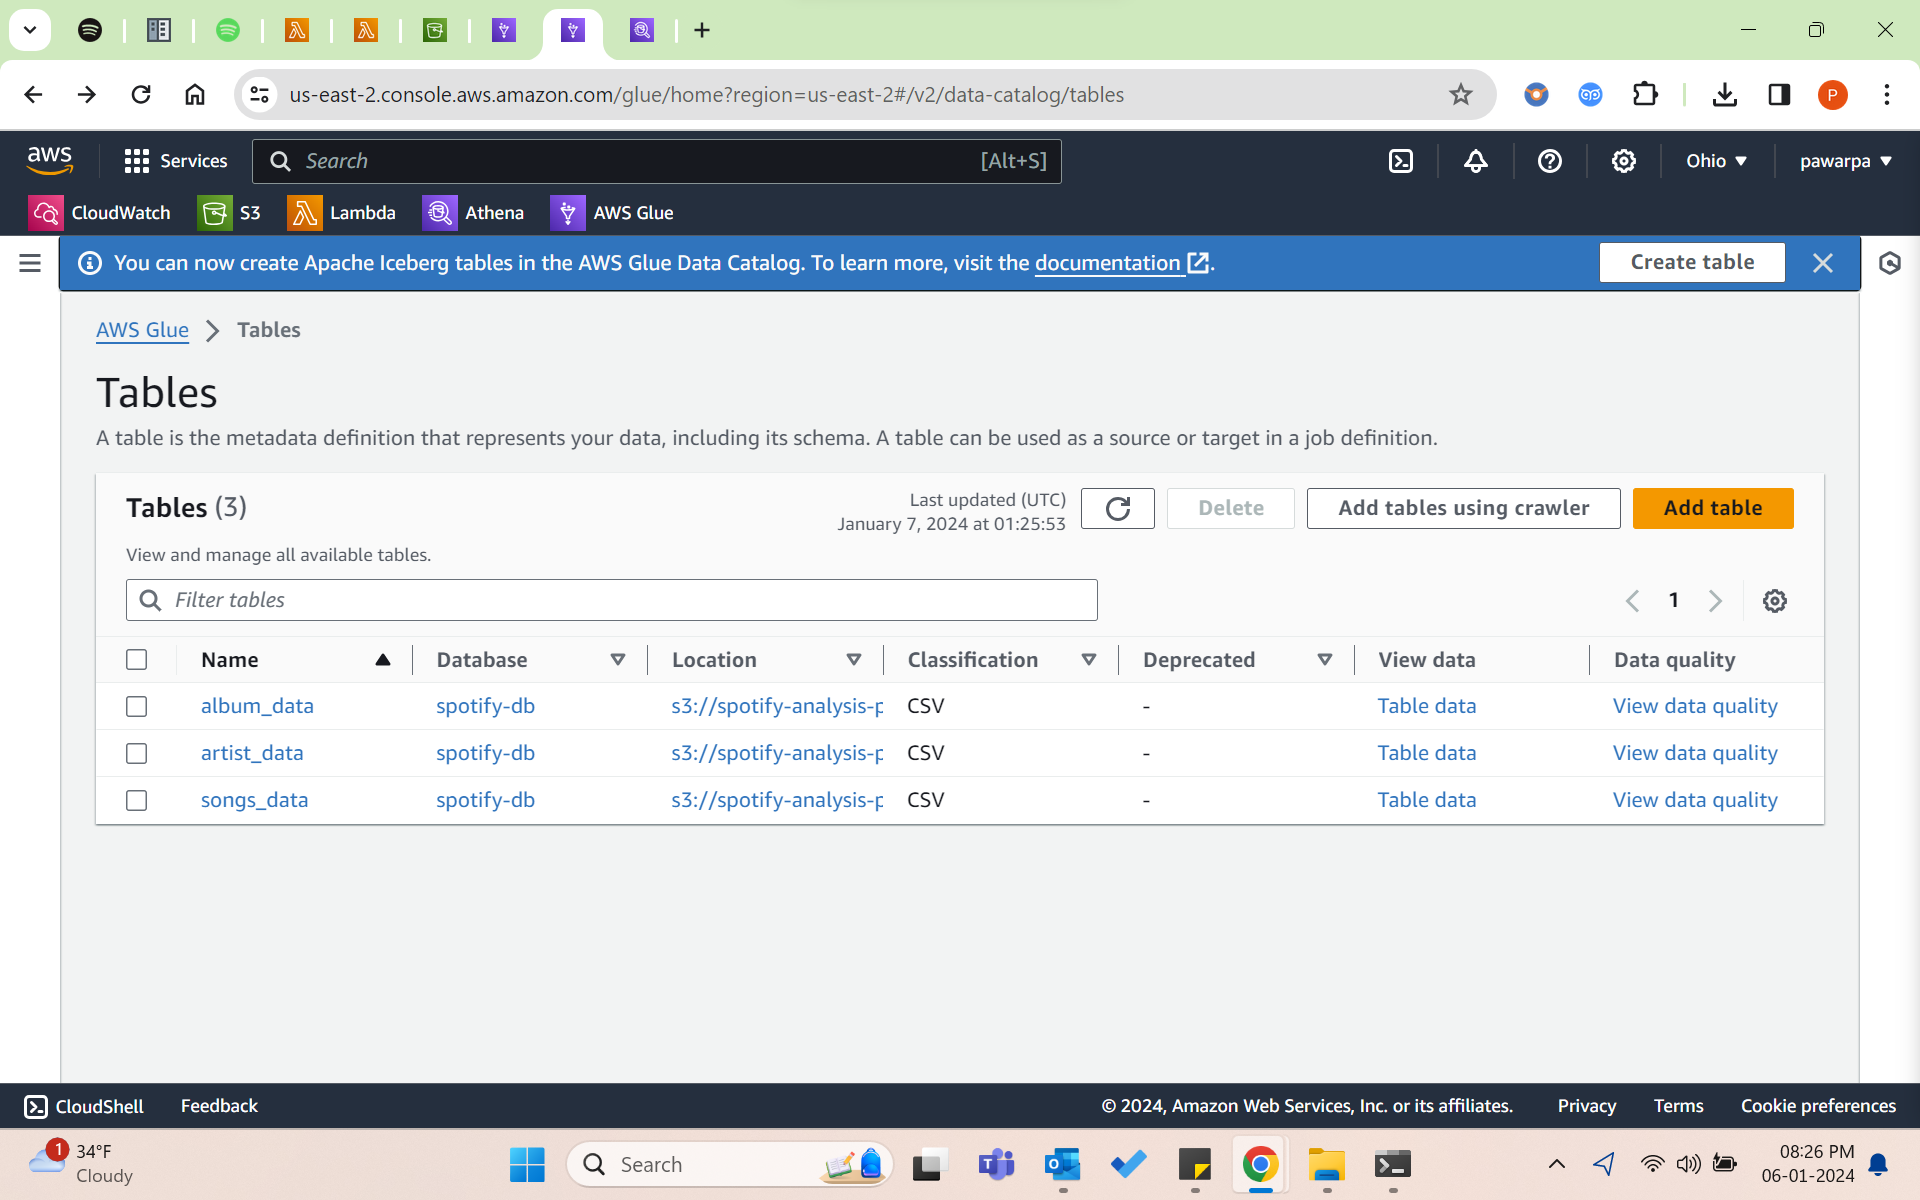 us-east-2.console.aws.amazon.com/glue/home?region=us-east-2#/v2/data-catalog/tables
P
aws
Services
Search
[Alt+S]
Ohio
pawarpa
CloudWatch
S3
Lambda
Athena
AWS Glue
You can now create Apache Iceberg tables in the AWS Glue Data Catalog. To learn more, visit the documentation.
Create table
AWS Glue
Tables
Tables
A table is the metadata definition that represents your data, including its schema. A table can be used as a source or target in a job definition.
Tables (3)
Last updated (UTC)
January 7, 2024 at 01:25:53
Delete
Add tables using crawler
Add table
View and manage all available tables.
Filter tables
1
Name Database Location Classification Deprecated View data Data quality
album_data spotify-db s3://spotify-analysis-p CSV - Table data View data quality
artist_data spotify-db s3://spotify-analysis-p CSV - Table data View data quality
songs_data spotify-db s3://spotify-analysis-p CSV - Table data View data quality
CloudShell
Feedback
© 2024, Amazon Web Services, Inc. or its affiliates.
Privacy
Terms
Cookie preferences
1
34°F
Cloudy
Search
08:26 PM
06-01-2024